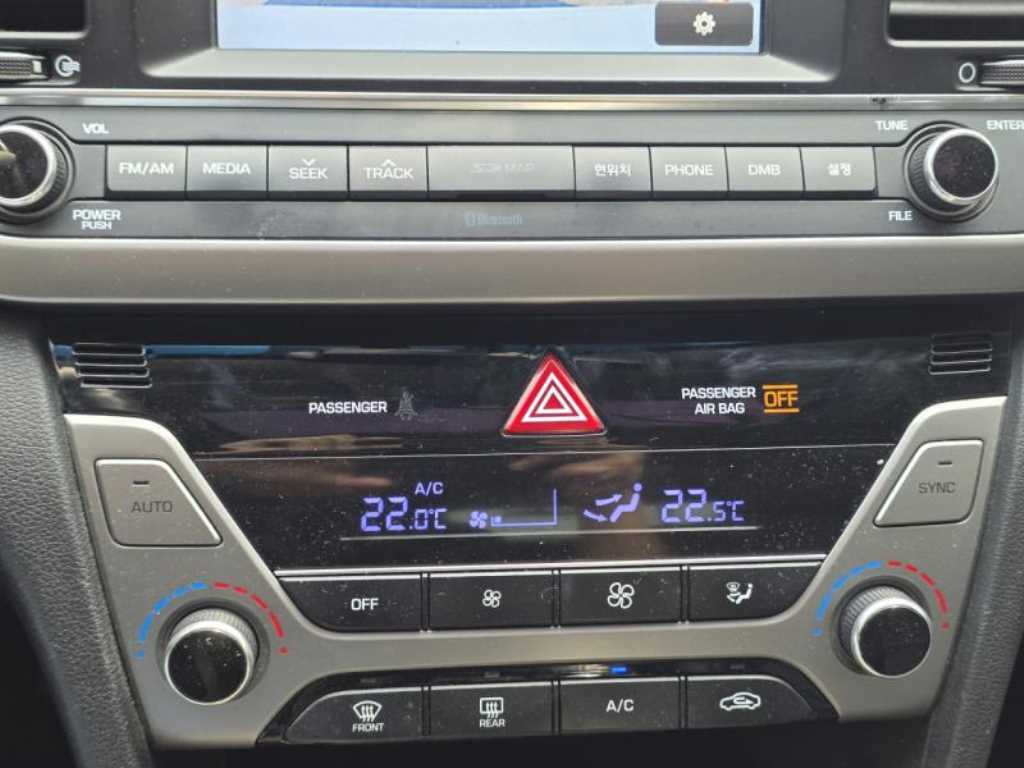 VOL
TUNE
ENTER
FM/AM
MEDIA
SEEK
TRACK
현위치
PHONE
DMB
설정
POWER
PUSH
Bluetooth
FILE
PASSENGER
PASSENGER
AIR BAG
OFF
AUTO
SYNC
A/C
22.0℃
22.5℃
OFF
FRONT
REAR
A/C